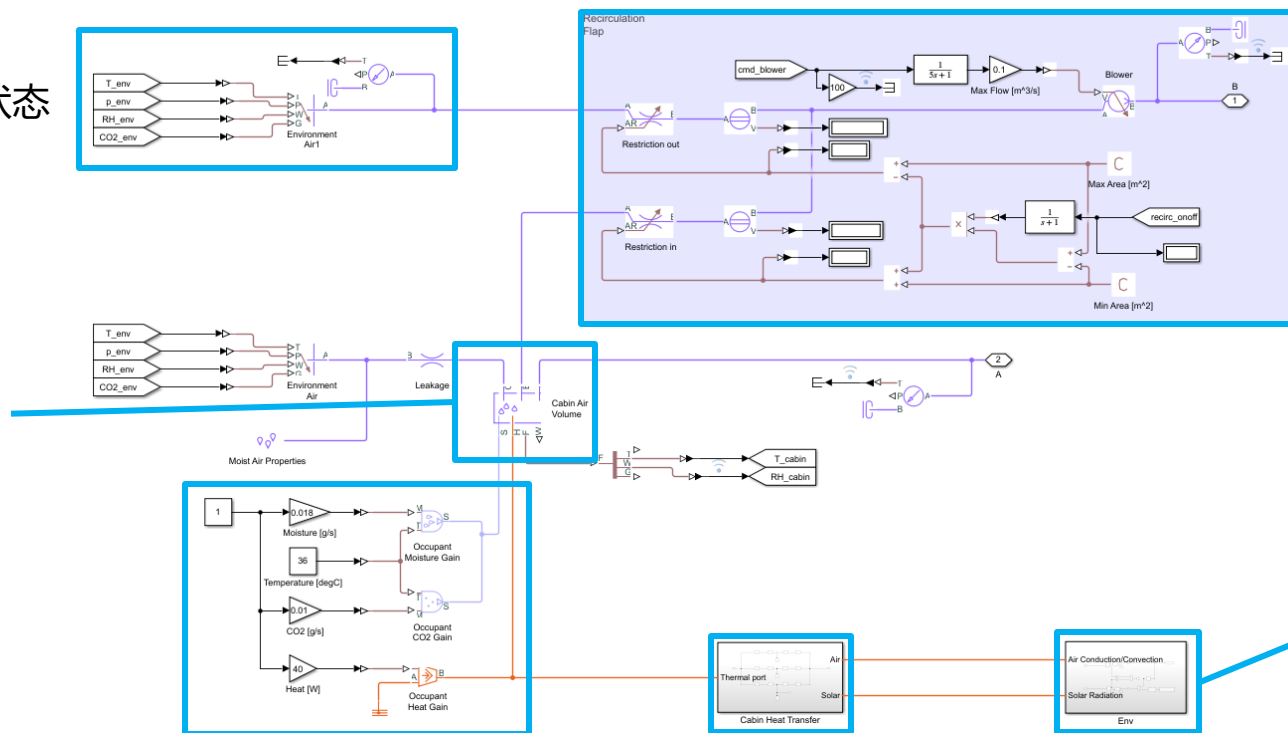 状态
Recirculation
Flap
T_env
p_env
RH_env
CO2_env
T
P
W
G
A
Environment
Air1
T
P
A
B
cmd_blower
100
1
5s+1
0.1
Max Flow [m^3/s]
Blower
V
A
B
A
B
P
T
B
1
A
AR
B
Restriction out
A
B
V
Max Area [m^2]
C
A
AR
B
Restriction in
A
B
V
x
1
s+1
recirc_onoff
C
Min Area [m^2]
T_env
p_env
RH_env
CO2_env
T
P
W
G
A
Environment
Air
B
Leakage
Cabin Air
Volume
S
H
F
W
2
A
T
P
A
B
Moist Air Properties
F
T
W
G
T_cabin
RH_cabin
1
0.018
Moisture [g/s]
T
S
Occupant
Moisture Gain
36
Temperature [degC]
0.01
CO2 [g/s]
T
S
Occupant
CO2 Gain
40
Heat [W]
A
B
Occupant
Heat Gain
Thermal port
Air
Solar
Cabin Heat Transfer
Air Conduction/Convection
Solar Radiation
Env